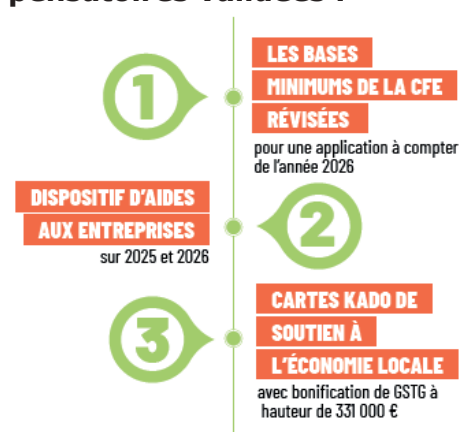 pensatoires validées :
1
LES BASES
MINIMUMS DE LA CFE
RÉVISÉES
pour une application à compter
de l'année 2026
DISPOSITIF D'AIDES
AUX ENTREPRISES
sur 2025 et 2026
2
3
CARTES KADO DE
SOUTIEN À
L'ÉCONOMIE LOCALE
avec bonification de GSTG à
hauteur de 331 000 €